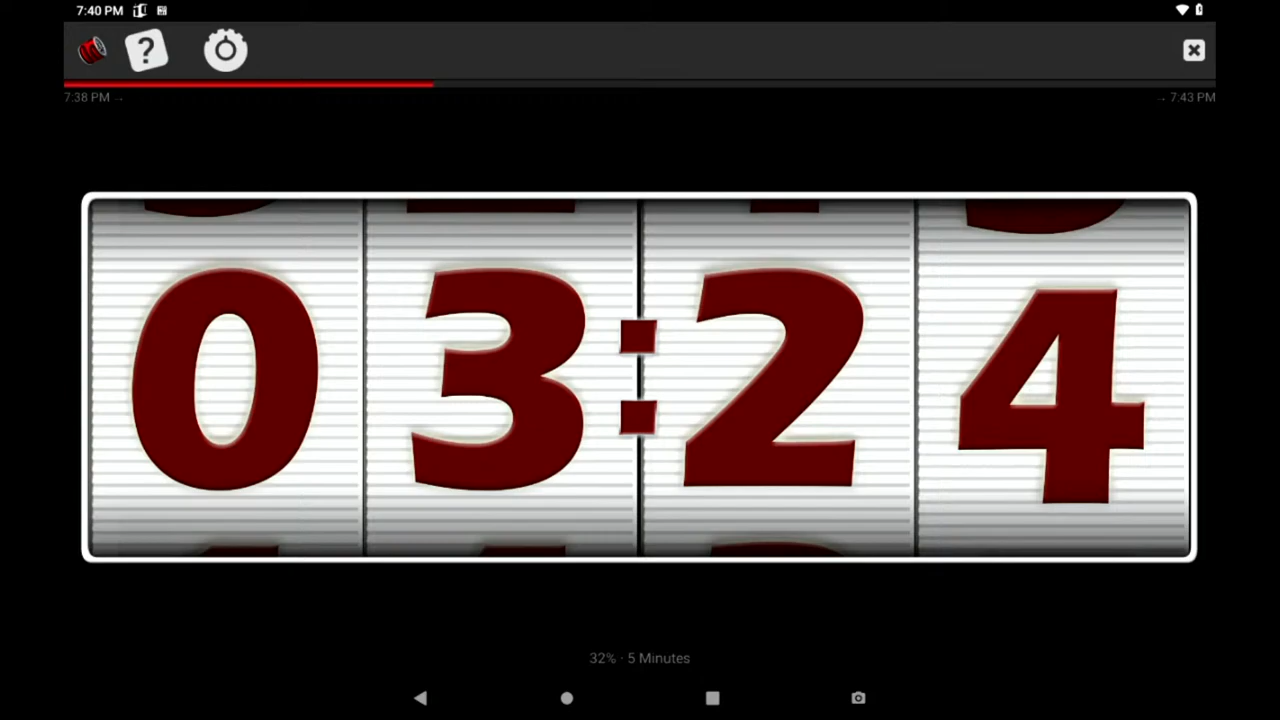 7:40 PM
?
7:38 PM →
→ 7:43 PM
03:24
32% · 5 Minutes